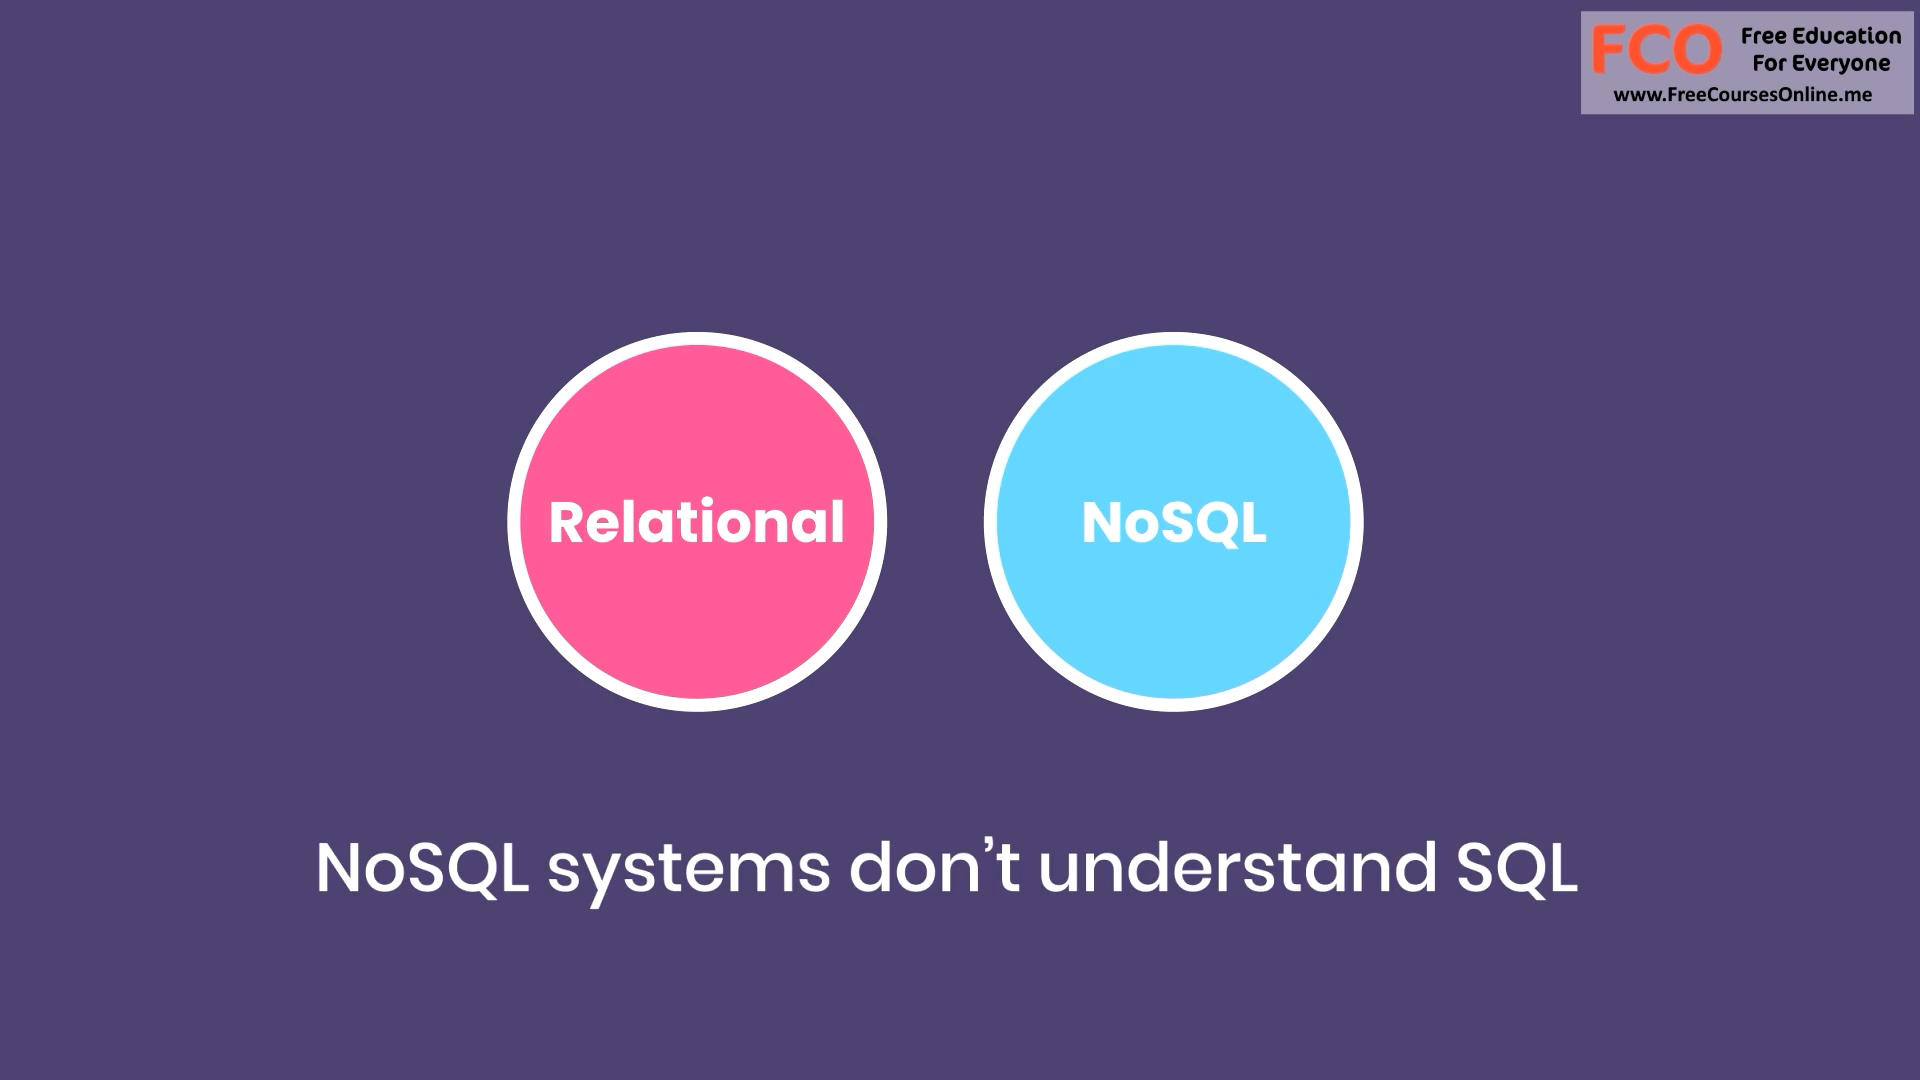 FCO
Free Education
For Everyone
www.FreeCoursesOnline.me
Relational
NoSQL
NoSQL systems don’t understand SQL